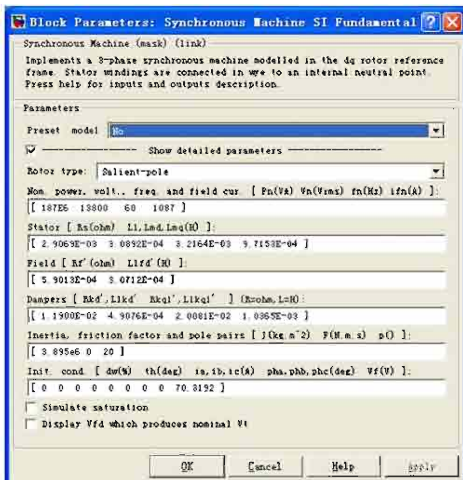 Block Parameters: Synchronous Machine SI Fundamental
Synchronous Machine (mask) (link)
Implements a 3-phase synchronous machine modelled in the dq rotor reference
frame. Stator windings are connected in wye to an internal neutral point.
Press help for inputs and outputs description.
Parameters
Preset model No
Show detailed parameters
Rotor type: Salient-pole
Nom. power, volt., freq. and field cur. [ Pn(VA) Vn(Vrms) fn(Hz) ifn(A) ]:
[ 187E6 13800 60 1087 ]
Stator [ Rs(ohm) Ll,Lmd,Lmq(H) ]:
[ 2.9069E-03 3.0892E-04 3.2164E-03 9.7153E-04 ]
Field [ Rf'(ohm) Llfd'(H) ]:
[ 5.9013E-04 3.0712E-04 ]
Dampers [ Rkd',Llkd' Rkq1',Llkq1' ] (R=ohm,L=H):
[ 1.1900E-02 4.9076E-04 2.0081E-02 1.0365E-03 ]
Inertia, friction factor and pole pairs [ J(kg.m^2) F(N.m.s) p() ]:
[ 3.895e6 0 20 ]
Init. cond. [ dw(%) th(deg) ia,ib,ic(A) pha,phb,phc(deg) Vf(V) ]:
[ 0 0 0 0 0 0 0 0 70.3192 ]
Simulate saturation
Display Vfd which produces nominal Vt
OK Cancel Help Apply